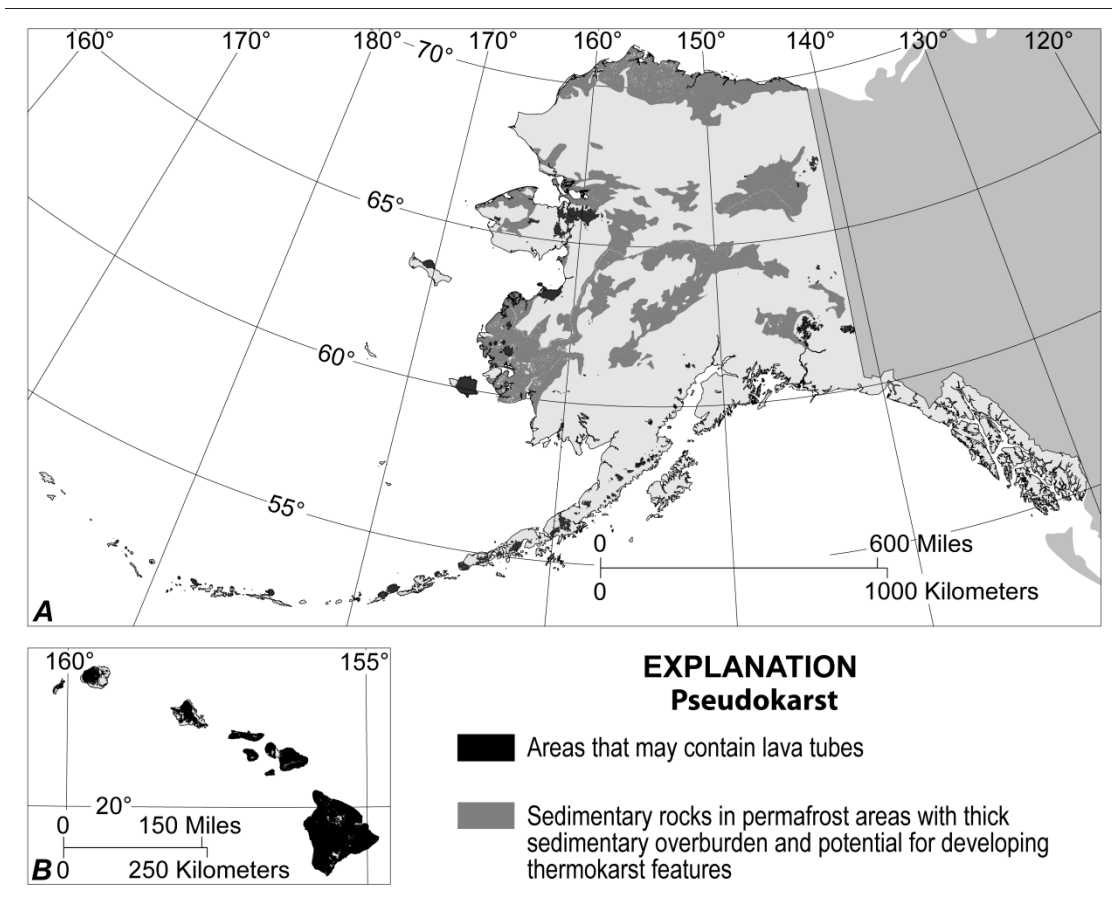 160° 170° 180° 170° 160° 150° 140° 130° 120°
70°
65°
60°
55°
0 600 Miles
0 1000 Kilometers
A
160° 155°
20°
0 150 Miles
0 250 Kilometers
B
EXPLANATION
Pseudokarst
Areas that may contain lava tubes
Sedimentary rocks in permafrost areas with thick
sedimentary overburden and potential for developing
thermokarst features